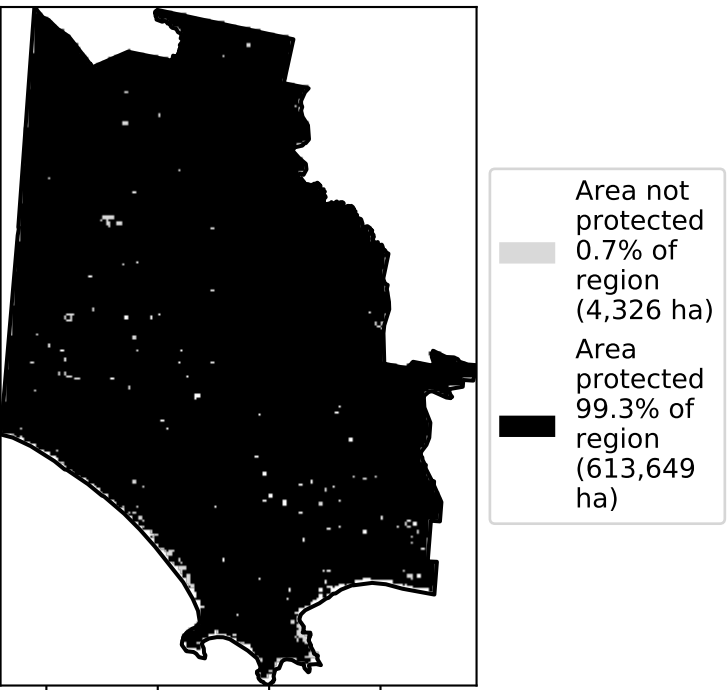 Area not
protected
0.7% of
region
(4,326 ha)
Area
protected
99.3% of
region
(613,649
ha)